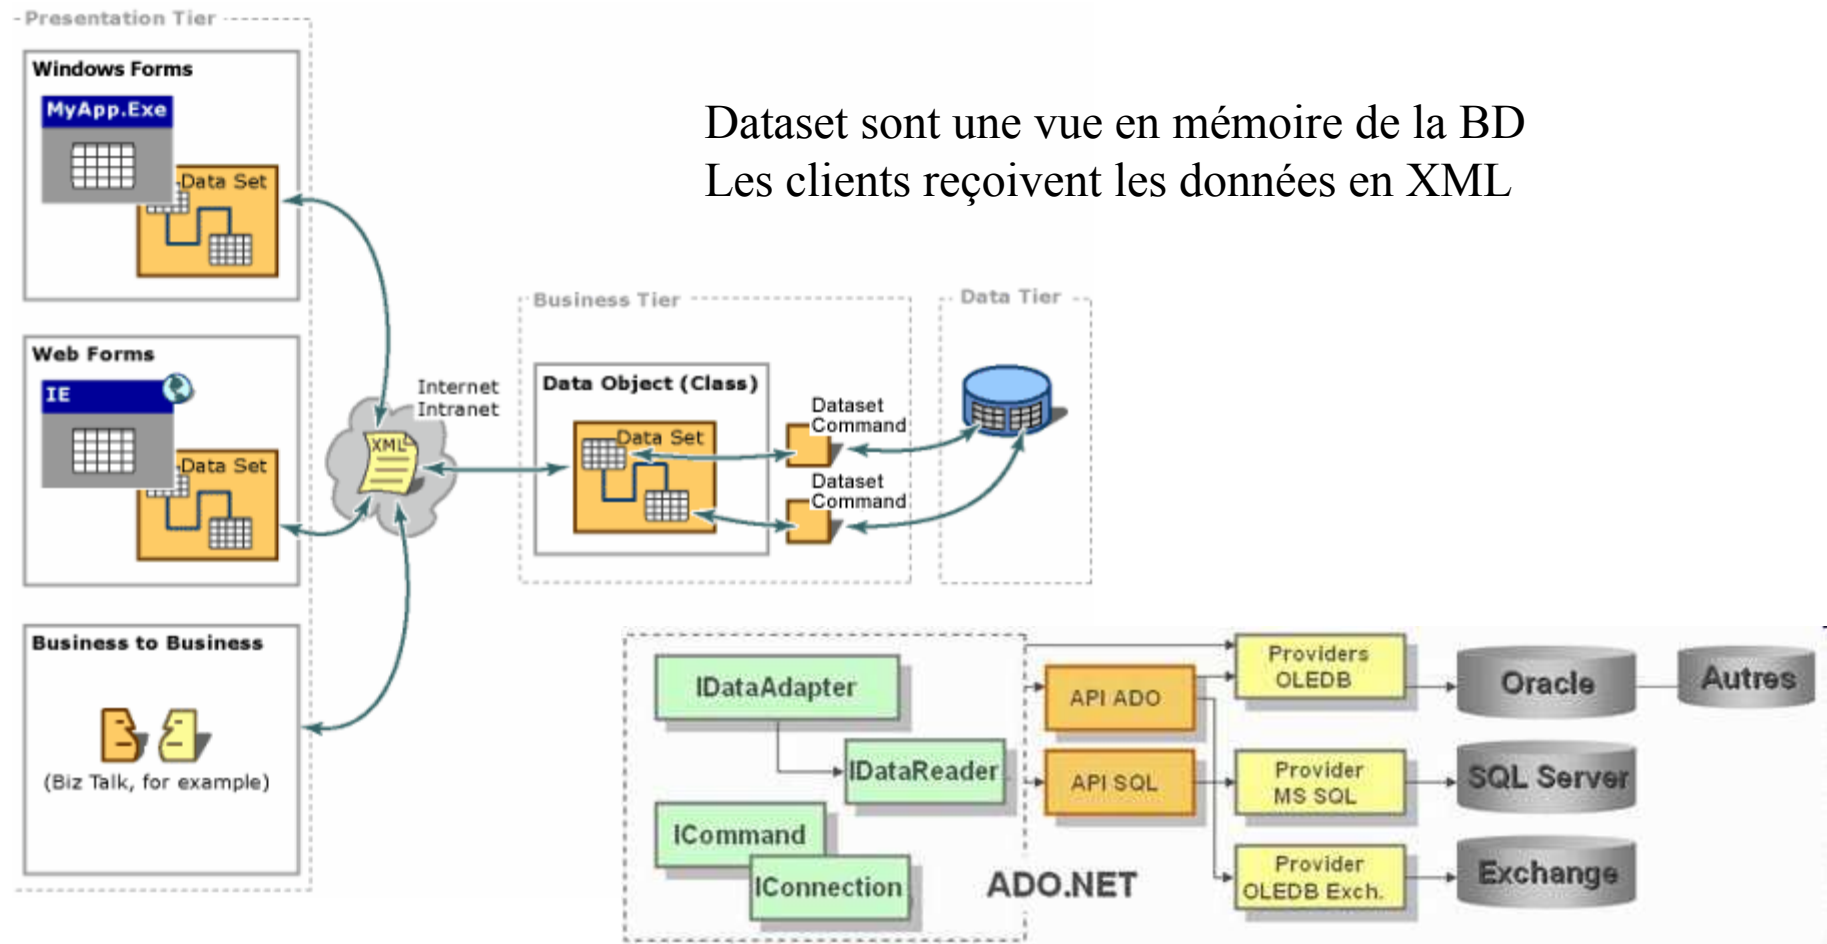 Presentation Tier
Windows Forms
MyApp.Exe
Data Set
Dataset sont une vue en mémoire de la BD
Les clients reçoivent les données en XML
Web Forms
IE
Data Set
Business to Business
(Biz Talk, for example)
Internet
Intranet
XML
Business Tier
Data Object (Class)
Data Set
Dataset
Command
Dataset
Command
Data Tier
IDataAdapter
IDataReader
ICommand
IConnection
ADO.NET
API ADO
API SQL
Providers
OLEDB
Provider
MS SQL
Provider
OLEDB Exch.
Oracle
Autres
SQL Server
Exchange